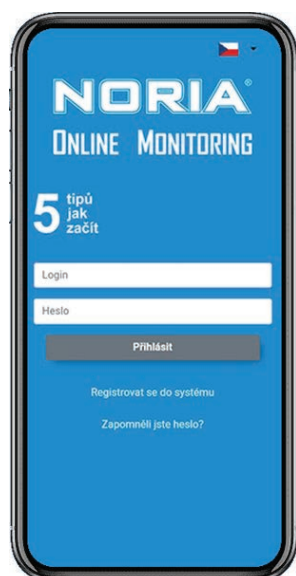 NORIA®
ONLINE MONITORING
5 tipů
jak
začít
Login
Heslo
Přihlásit
Registrovat se do systému
Zapomněli jste heslo?